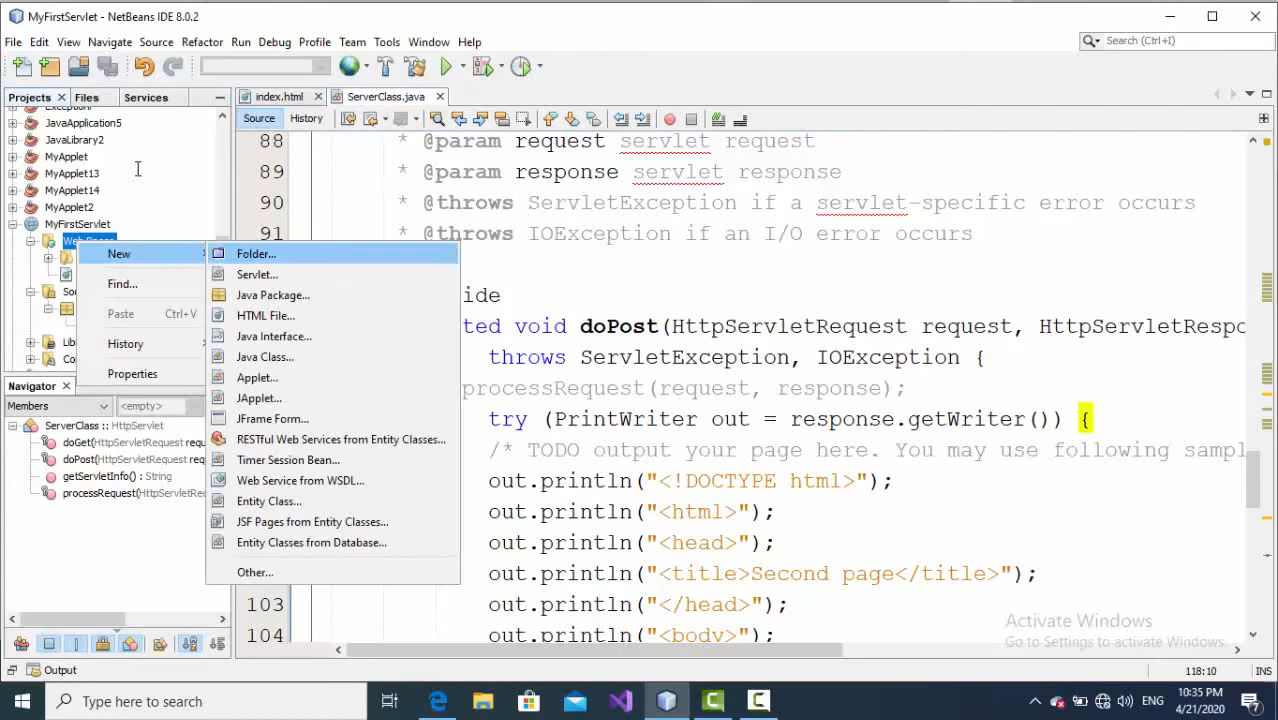 MyFirstServlet - NetBeans IDE 8.0.2
File Edit View Navigate Source Refactor Run Debug Profile Team Tools Window Help
Search (Ctrl+I)
Projects Files Services
index.html ServerClass.java
Source History
JavaApplication5
JavaLibrary2
MyApplet
MyApplet13
MyApplet14
MyApplet2
MyFirstServlet
New
Find...
Paste Ctrl+V
History
Properties
Folder...
Servlet...
Java Package...
HTML File...
Java Interface...
Java Class...
Applet...
JApplet...
JFrame Form...
RESTful Web Services from Entity Classes...
Timer Session Bean...
Web Service from WSDL...
Entity Class...
JSF Pages from Entity Classes...
Entity Classes from Database...
Other...
Navigator
Members <empty>
ServerClass :: HttpServlet
doGet(HttpServletRequest requ
doPost(HttpServletRequest req
getServletInfo() : String
processRequest(HttpServletReq
88 * @param request servlet request
89 * @param response servlet response
90 * @throws ServletException if a servlet-specific error occurs
91 * @throws IOException if an I/O error occurs
ide
ted void doPost(HttpServletRequest request, HttpServletRespo
throws ServletException, IOException {
processRequest(request, response);
try (PrintWriter out = response.getWriter()) {
/* TODO output your page here. You may use following sampl
out.println("<!DOCTYPE html>");
out.println("<html>");
out.println("<head>");
out.println("<title>Second page</title>");
103 out.println("</head>");
104 out.println("<body>");
Activate Windows
Go to Settings to activate Windows.
Output
118:10 INS
Type here to search
ENG
10:35 PM
4/21/2020
7